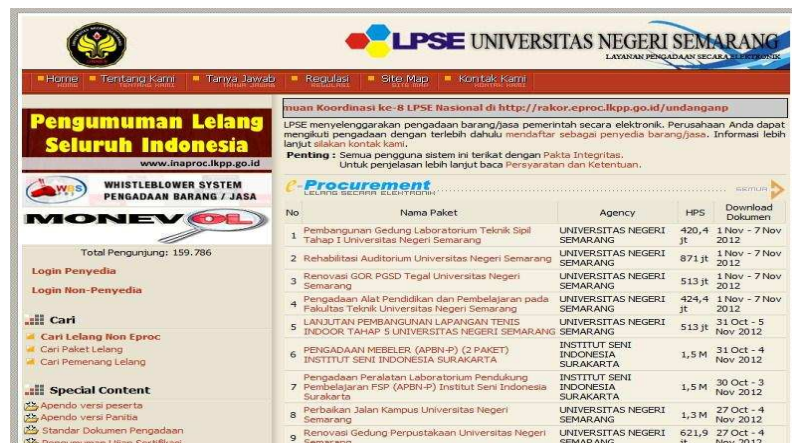 LPSE UNIVERSITAS NEGERI SEMARANG
LAYANAN PENGADAAN SECARA ELEKTRONIK
Home Tentang Kami Tanya Jawab Regulasi Site Map Kontak Kami
Pengumuman Lelang
Seluruh Indonesia
www.inaproc.lkpp.go.id
WBS
WHISTLEBLOWER SYSTEM
PENGADAAN BARANG / JASA
MONEV OL
Total Pengunjung: 159.786
Login Penyedia
Login Non-Penyedia
Cari
Cari Lelang Non Eproc
Cari Paket Lelang
Cari Pemenang Lelang
Special Content
Apendo versi peserta
Apendo versi Panitia
Standar Dokumen Pengadaan
Pengumuman Ujian Sertifikasi
muan Koordinasi ke-8 LPSE Nasional di http://rakor.eproc.lkpp.go.id/undanganp
LPSE menyelenggarakan pengadaan barang/jasa pemerintah secara elektronik. Perusahaan Anda dapat
mengikuti pengadaan dengan terlebih dahulu mendaftar sebagai penyedia barang/jasa. Informasi lebih
lanjut silakan kontak kami.
Penting : Semua pengguna sistem ini terikat dengan Pakta Integritas.
Untuk penjelasan lebih lanjut baca Persyaratan dan Ketentuan.
e-Procurement
LELANG SECARA ELEKTRONIK
SEMUA
No Nama Paket Agency HPS Download
Dokumen
1 Pembangunan Gedung Laboratorium Teknik Sipil UNIVERSITAS NEGERI 420,4 1 Nov - 7 Nov
Tahap I Universitas Negeri Semarang SEMARANG jt 2012
2 Rehabilitasi Auditorium Universitas Negeri Semarang UNIVERSITAS NEGERI SEMARANG 871 jt 1 Nov - 7 Nov 2012
3 Renovasi GOR PGSD Tegal Universitas Negeri UNIVERSITAS NEGERI 513 jt 1 Nov - 7 Nov
Semarang SEMARANG 2012
4 Pengadaan Alat Pendidikan dan Pembelajaran pada UNIVERSITAS NEGERI 424,4 1 Nov - 7 Nov
Fakultas Teknik Universitas Negeri Semarang SEMARANG jt 2012
5 LANJUTAN PEMBANGUNAN LAPANGAN TENIS UNIVERSITAS NEGERI 513 jt 31 Oct - 5
INDOOR TAHAP 5 UNIVERSITAS NEGERI SEMARANG SEMARANG Nov 2012
6 PENGADAAN MEBELER (APBN-P) (2 PAKET) INSTITUT SENI INDONESIA 1,5 M 31 Oct - 4
INSTITUT SENI INDONESIA SURAKARTA SURAKARTA Nov 2012
7 Pengadaan Peralatan Laboratorium Pendukung INSTITUT SENI 1,5 M 30 Oct - 3
Pembelajaran FSP (APBN-P) Institut Seni Indonesia INDONESIA Nov 2012
Surakarta SURAKARTA
8 Perbaikan Jalan Kampus Universitas Negeri UNIVERSITAS NEGERI 1,3 M 27 Oct - 4
Semarang SEMARANG Nov 2012
9 Renovasi Gedung Perpustakaan Universitas Negeri UNIVERSITAS NEGERI 621,9 27 Oct - 4
Semarang SEMARANG jt Nov 2012